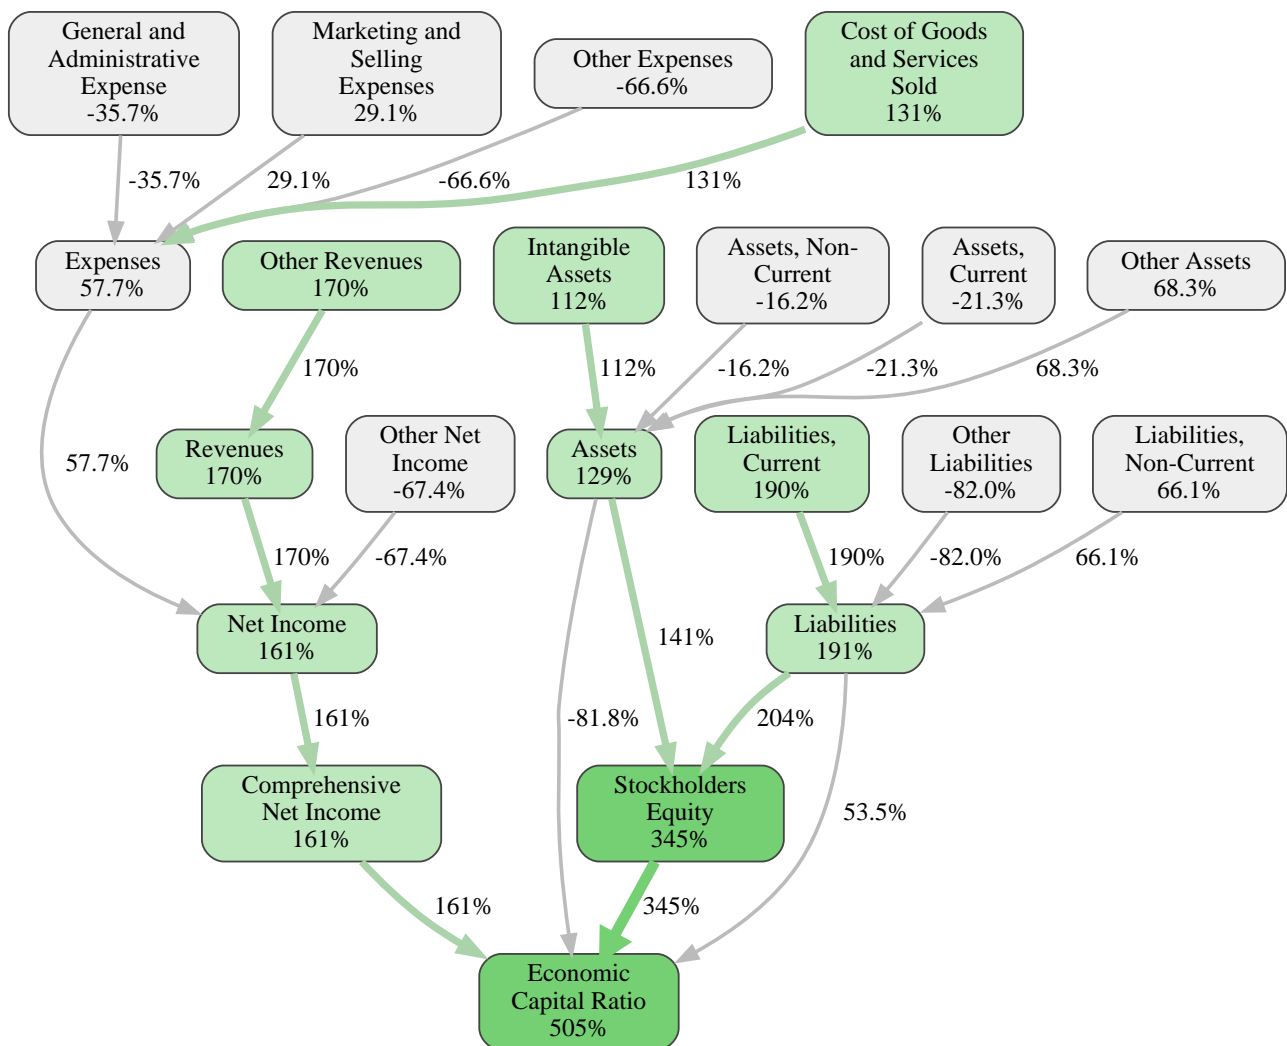 General and
Administrative
Expense
-35.7%
Marketing and
Selling
Expenses
29.1%
Other Expenses
-66.6%
Cost of Goods
and Services
Sold
131%
-35.7%
29.1%
-66.6%
131%
Expenses
57.7%
Other Revenues
170%
Intangible
Assets
112%
Assets, Non-
Current
-16.2%
Assets,
Current
-21.3%
Other Assets
68.3%
170%
112%
-16.2%
-21.3%
68.3%
57.7%
Revenues
170%
Other Net
Income
-67.4%
Assets
129%
Liabilities,
Current
190%
Other
Liabilities
-82.0%
Liabilities,
Non-Current
66.1%
170%
-67.4%
190%
-82.0%
66.1%
Net Income
161%
141%
Liabilities
191%
161%
-81.8%
204%
Comprehensive
Net Income
161%
Stockholders
Equity
345%
53.5%
161%
345%
Economic
Capital Ratio
505%